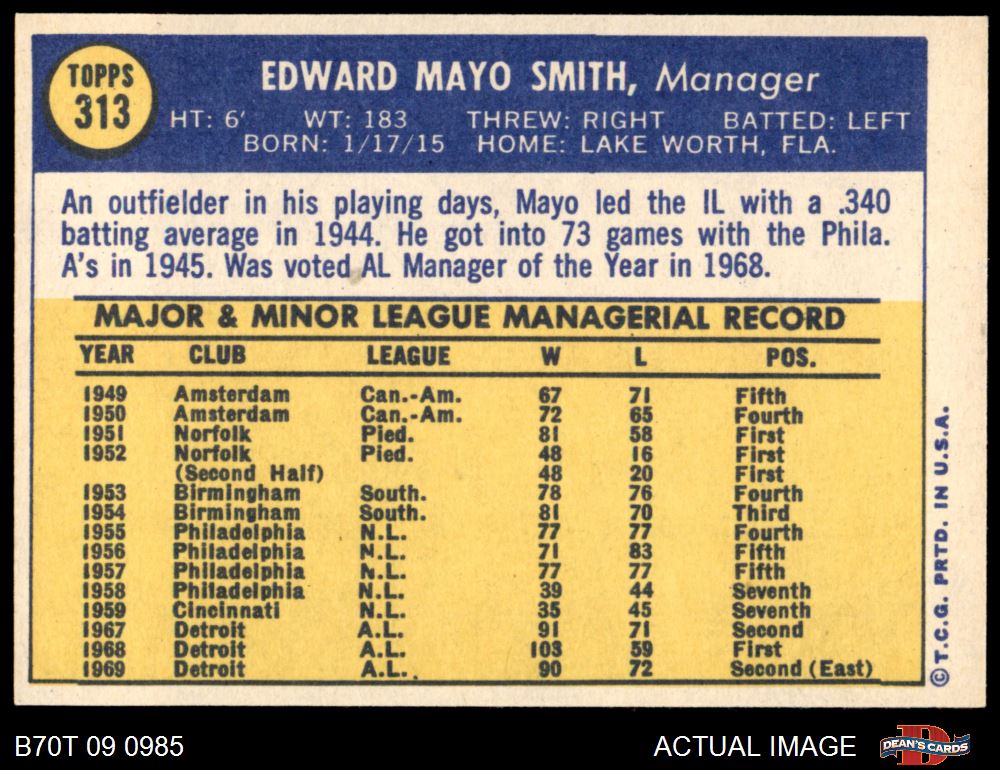 TOPPS
313
EDWARD MAYO SMITH, Manager
HT: 6' WT: 183 THREW: RIGHT BATTED: LEFT
BORN: 1/17/15 HOME: LAKE WORTH, FLA.
An outfielder in his playing days, Mayo led the IL with a .340
batting average in 1944. He got into 73 games with the Phila.
A's in 1945. Was voted AL Manager of the Year in 1968.
MAJOR & MINOR LEAGUE MANAGERIAL RECORD
YEAR CLUB LEAGUE W L POS.
1949 Amsterdam Can.-Am. 67 71 Fifth
1950 Amsterdam Can.-Am. 72 65 Fourth
1951 Norfolk Pied. 81 58 First
1952 Norfolk Pied. 48 16 First
(Second Half) 48 20 First
1953 Birmingham South. 78 76 Fourth
1954 Birmingham South. 81 70 Third
1955 Philadelphia N.L. 77 77 Fourth
1956 Philadelphia N.L. 71 83 Fifth
1957 Philadelphia N.L. 77 77 Fifth
1958 Philadelphia N.L. 39 44 Seventh
1959 Cincinnati N.L. 35 45 Seventh
1967 Detroit A.L. 91 71 Second
1968 Detroit A.L. 103 59 First
1969 Detroit A.L. 90 72 Second (East)
© T.C.G. PRTD. IN U.S.A.
B70T 09 0985
ACTUAL IMAGE
D
DEAN'S CARDS